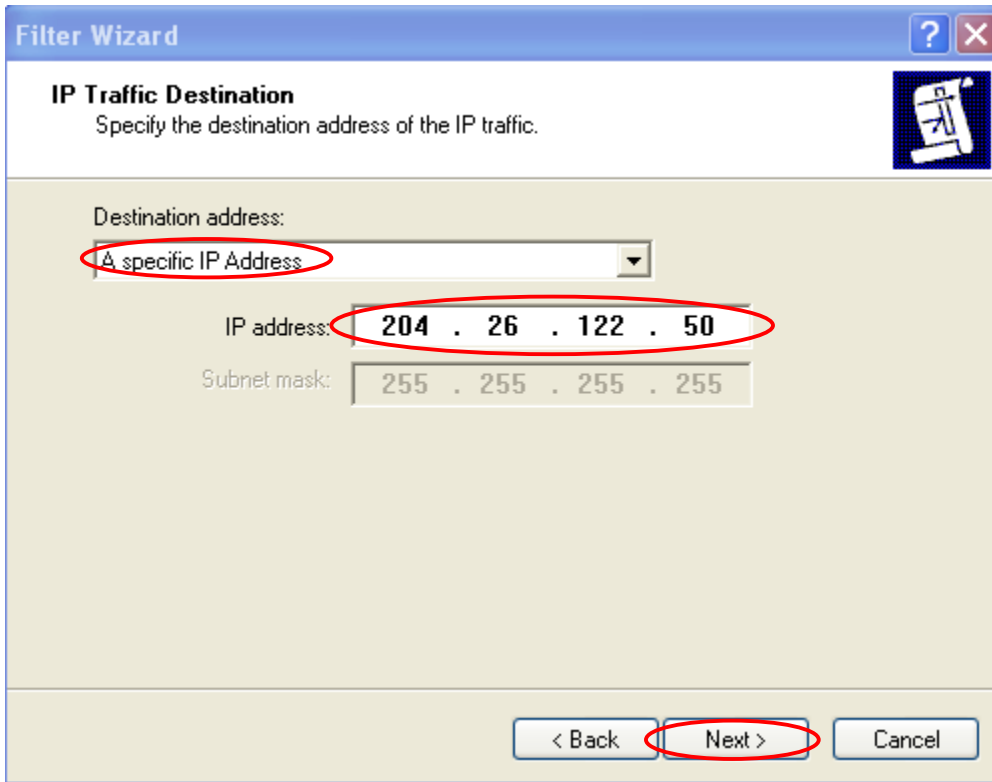 Filter Wizard
IP Traffic Destination
Specify the destination address of the IP traffic.
Destination address:
A specific IP Address
IP address: 204 . 26 . 122 . 50
Subnet mask: 255 . 255 . 255 . 255
< Back Next > Cancel